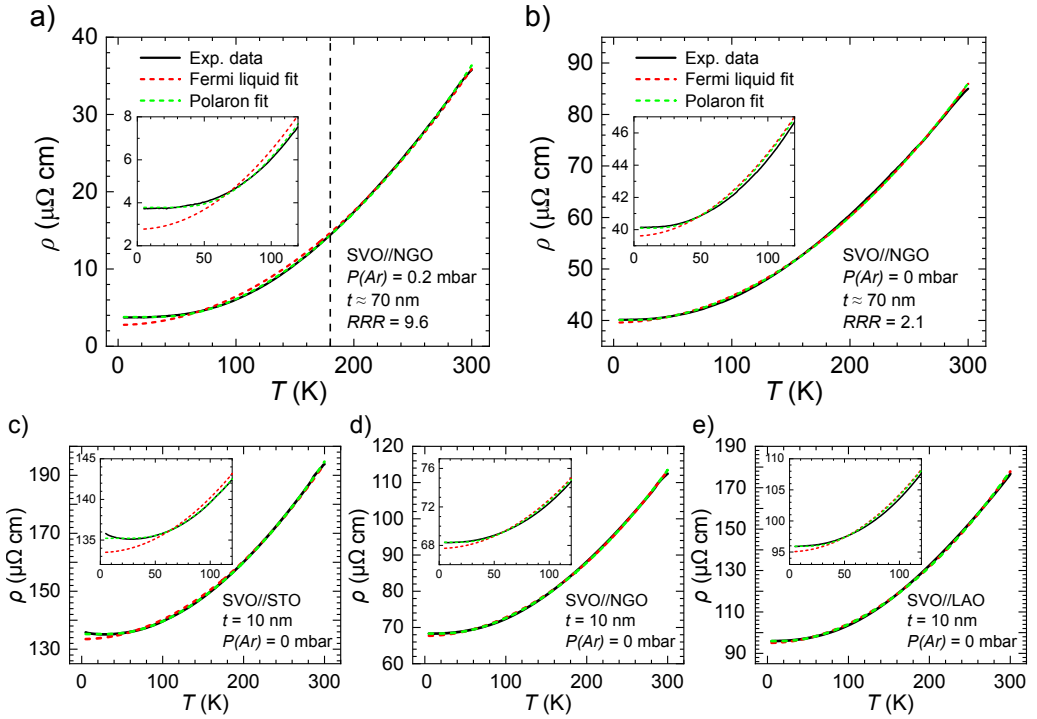 a)
40
30
20
10
0
ρ (μΩ cm)
Exp. data
Fermi liquid fit
Polaron fit
8
6
4
2
0
50
100
SVO//NGO
P(Ar) = 0.2 mbar
t ≈ 70 nm
RRR = 9.6
0
100
200
300
T (K)
b)
90
80
70
60
50
40
ρ (μΩ cm)
Exp. data
Fermi liquid fit
Polaron fit
46
44
42
40
0
50
100
SVO//NGO
P(Ar) = 0 mbar
t ≈ 70 nm
RRR = 2.1
0
100
200
300
T (K)
c)
190
170
150
130
ρ (μΩ cm)
145
140
135
0
50
100
SVO//STO
t = 10 nm
P(Ar) = 0 mbar
0
100
200
300
T (K)
d)
120
110
100
90
80
70
60
ρ (μΩ cm)
76
72
68
0
50
100
SVO//NGO
t = 10 nm
P(Ar) = 0 mbar
0
100
200
300
T (K)
e)
190
170
150
130
110
90
ρ (μΩ cm)
110
105
100
95
0
50
100
SVO//LAO
t = 10 nm
P(Ar) = 0 mbar
0
100
200
300
T (K)